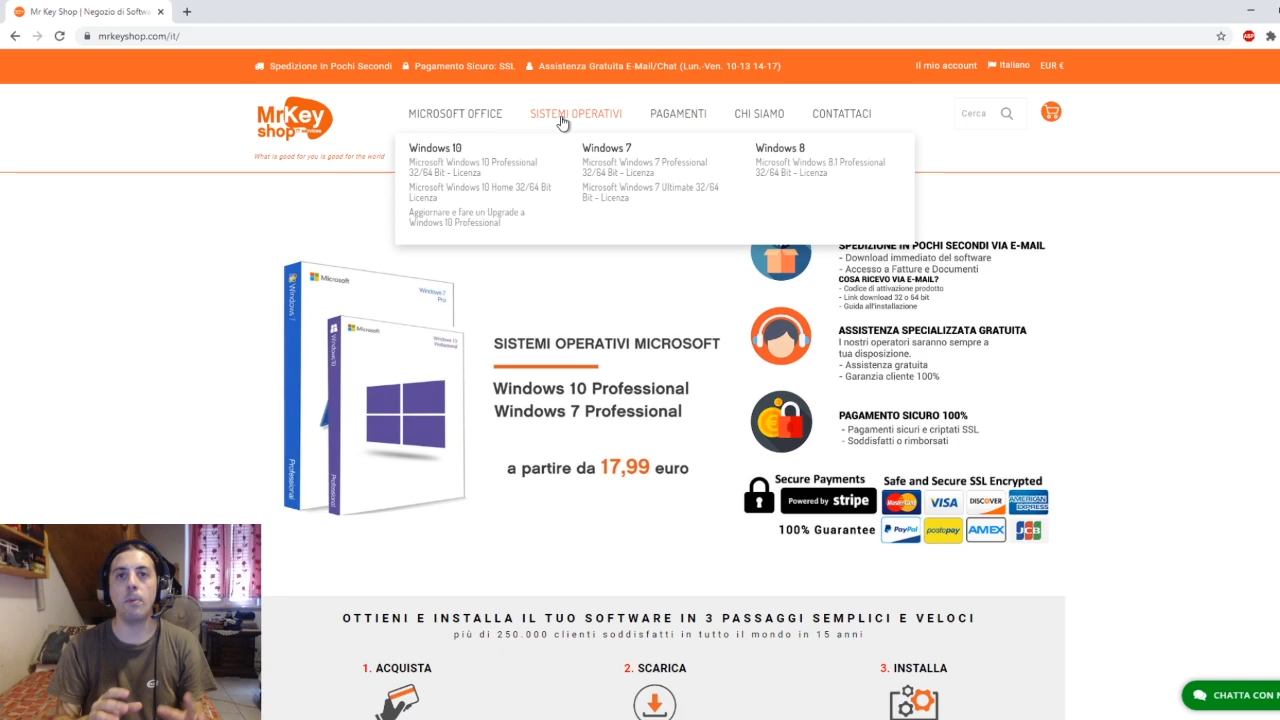 Mr Key Shop | Negozio di Softwa
mrkeyshop.com/it/
ABP
Spedizione In Pochi Secondi
Pagamento Sicuro: SSL
Assistenza Gratuita E-Mail/Chat (Lun.-Ven. 10-13 14-17)
Il mio account
Italiano
EUR €
MrKey
shop
What is good for you is good for the world
MICROSOFT OFFICE
SISTEMI OPERATIVI
PAGAMENTI
CHI SIAMO
CONTATTACI
Cerca
Windows 10
Microsoft Windows 10 Professional
32/64 Bit – Licenza
Microsoft Windows 10 Home 32/64 Bit
Licenza
Aggiornare e fare un Upgrade a
Windows 10 Professional
Windows 7
Microsoft Windows 7 Professional
32/64 Bit – Licenza
Microsoft Windows 7 Ultimate 32/64
Bit – Licenza
Windows 8
Microsoft Windows 8.1 Professional
32/64 Bit – Licenza
Microsoft
Windows 7
Pro
Windows 7
Professional
Microsoft
Windows 10
Professional
Windows 10
Professional
SISTEMI OPERATIVI MICROSOFT
Windows 10 Professional
Windows 7 Professional
a partire da 17,99 euro
SPEDIZIONE IN POCHI SECONDI VIA E-MAIL
- Download immediato del software
- Accesso a Fatture e Documenti
COSA RICEVO VIA E-MAIL?
- Codice di attivazione prodotto
- Link download 32 o 64 bit
- Guida all'installazione
ASSISTENZA SPECIALIZZATA GRATUITA
I nostri operatori saranno sempre a
tua disposizione.
- Assistenza gratuita
- Garanzia cliente 100%
PAGAMENTO SICURO 100%
- Pagamenti sicuri e criptati SSL
- Soddisfatti o rimborsati
Secure Payments
Powered by stripe
100% Guarantee
Safe and Secure SSL Encrypted
MasterCard
VISA
DISCOVER
AMERICAN EXPRESS
PayPal
postepay
AMEX
JCB
OTTIENI E INSTALLA IL TUO SOFTWARE IN 3 PASSAGGI SEMPLICI E VELOCI
più di 250.000 clienti soddisfatti in tutto il mondo in 15 anni
1. ACQUISTA
2. SCARICA
3. INSTALLA
CHATTA CON N